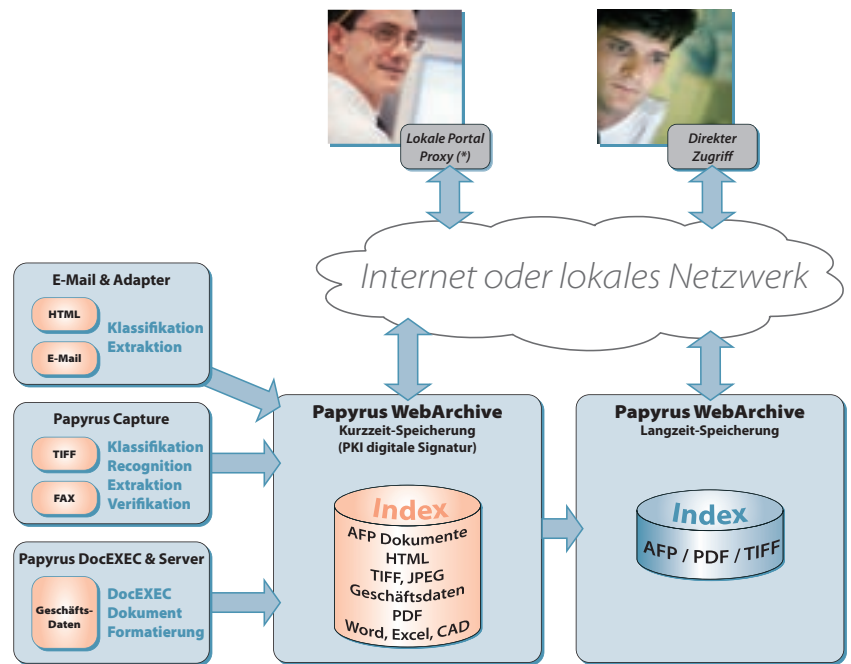 Lokale Portal
Proxy (*)
Direkter
Zugriff
Internet oder lokales Netzwerk
E-Mail & Adapter
HTML
E-Mail
Klassifikation
Extraktion
Papyrus Capture
TIFF
FAX
Klassifikation
Recognition
Extraktion
Verifikation
Papyrus DocEXEC & Server
Geschäfts-
Daten
DocEXEC
Dokument
Formatierung
Papyrus WebArchive
Kurzzeit-Speicherung
(PKI digitale Signatur)
Index
AFP Dokumente
HTML
TIFF, JPEG
Geschäftsdaten
PDF
Word, Excel, CAD
Papyrus WebArchive
Langzeit-Speicherung
Index
AFP / PDF / TIFF